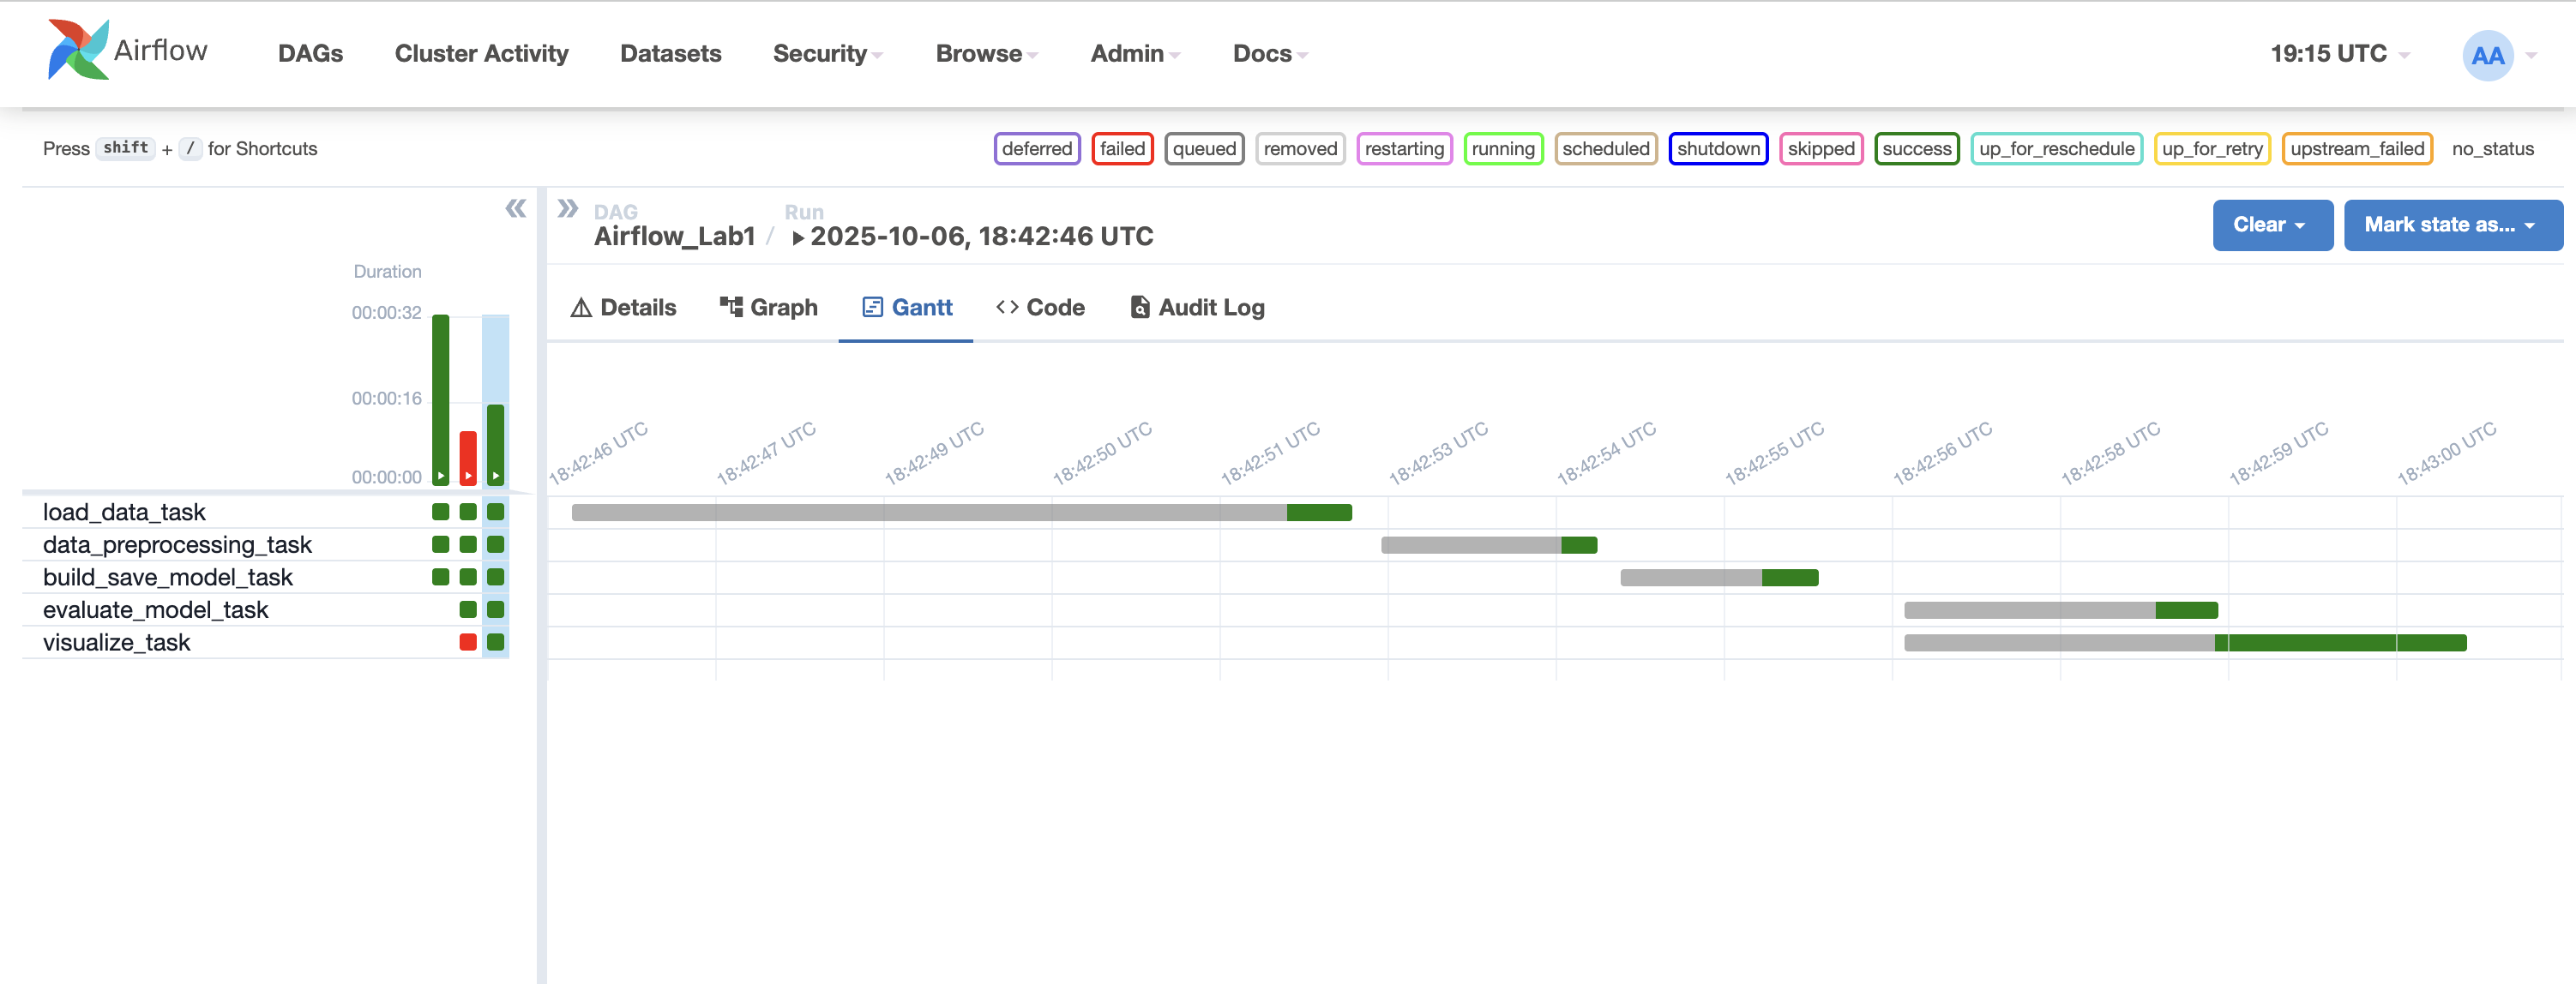 Airflow DAGs Cluster Activity Datasets Security Browse Admin Docs 19:15 UTC AA
Press shift + / for Shortcuts deferred failed queued removed restarting running scheduled shutdown skipped success up_for_reschedule up_for_retry upstream_failed no_status
DAG Run
Airflow_Lab1 / 2025-10-06, 18:42:46 UTC
Clear Mark state as...
Duration
00:00:32
00:00:16
00:00:00
Details Graph Gantt Code Audit Log
18:42:46 UTC 18:42:47 UTC 18:42:49 UTC 18:42:50 UTC 18:42:51 UTC 18:42:53 UTC 18:42:54 UTC 18:42:55 UTC 18:42:56 UTC 18:42:58 UTC 18:42:59 UTC 18:43:00 UTC
load_data_task
data_preprocessing_task
build_save_model_task
evaluate_model_task
visualize_task